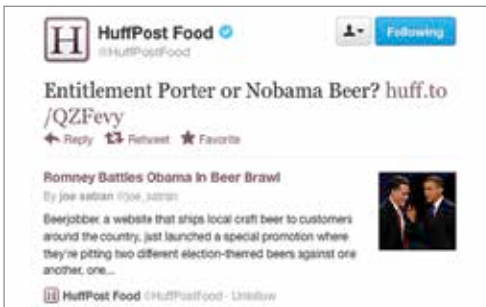 H HuffPost Food
@HuffPostFood
Following
Entitlement Porter or Nobama Beer? huff.to
/QZFevy
Reply Retweet Favorite
Romney Battles Obama In Beer Brawl
By joe satran @joe_satran
Beerjobber, a website that ships local craft beer to customers
around the country, just launched a special promotion where
they're pitting two different election-themed beers against one
another, one...
H HuffPost Food @HuffPostFood · Unfollow